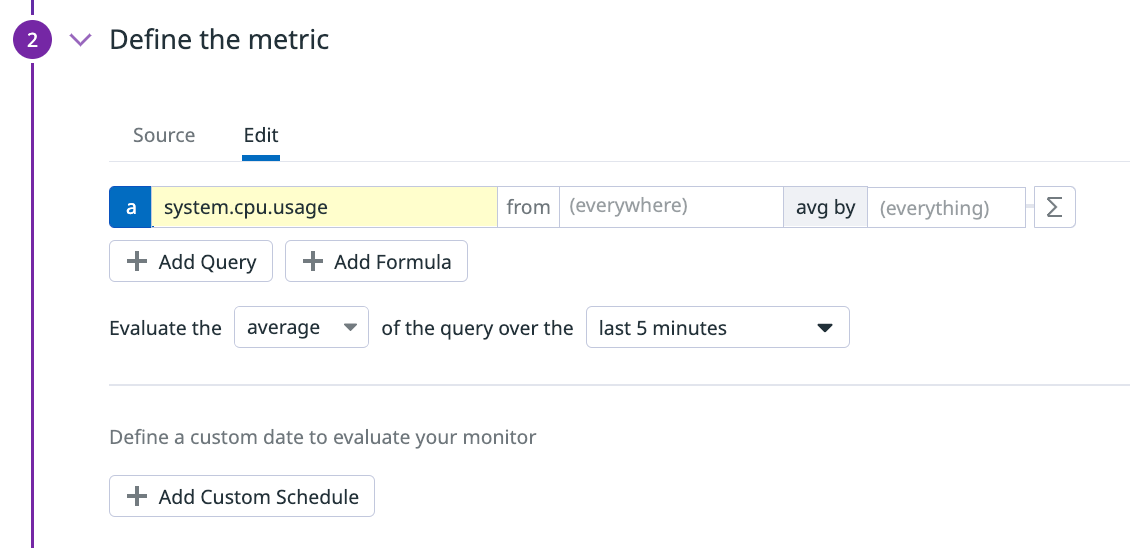 2 Define the metric
Source Edit
a system.cpu.usage from (everywhere) avg by (everything) Σ
Add Query Add Formula
Evaluate the average of the query over the last 5 minutes
Define a custom date to evaluate your monitor
Add Custom Schedule